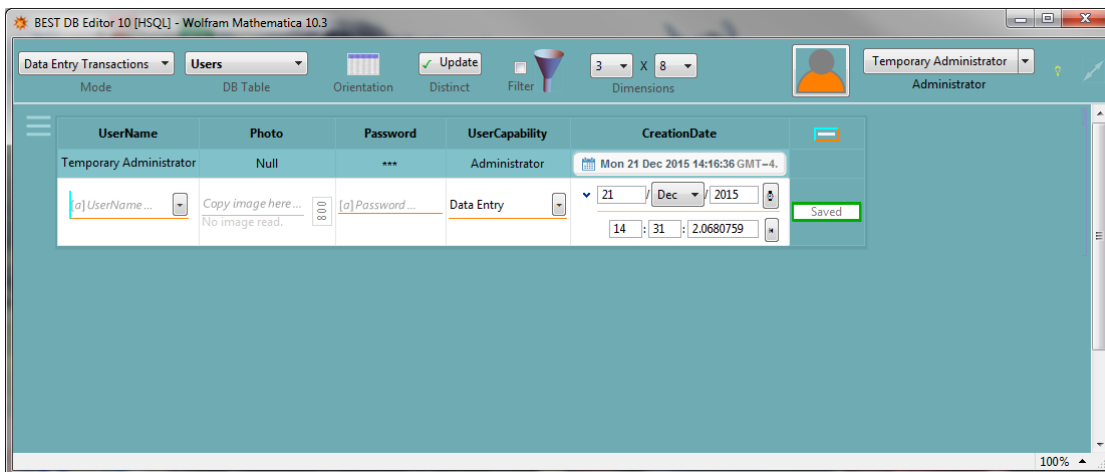 BEST DB Editor 10 [HSQL] - Wolfram Mathematica 10.3
Data Entry Transactions Users Update 3 X 8 Temporary Administrator
Mode DB Table Orientation Distinct Filter Dimensions Administrator
UserName Photo Password UserCapability CreationDate
Temporary Administrator Null *** Administrator Mon 21 Dec 2015 14:16:36 GMT-4.
[a] UserName ... Copy image here ... [a] Password ... Data Entry 21 / Dec / 2015
No image read. Saved
14 : 31 : 2.0680759
100%